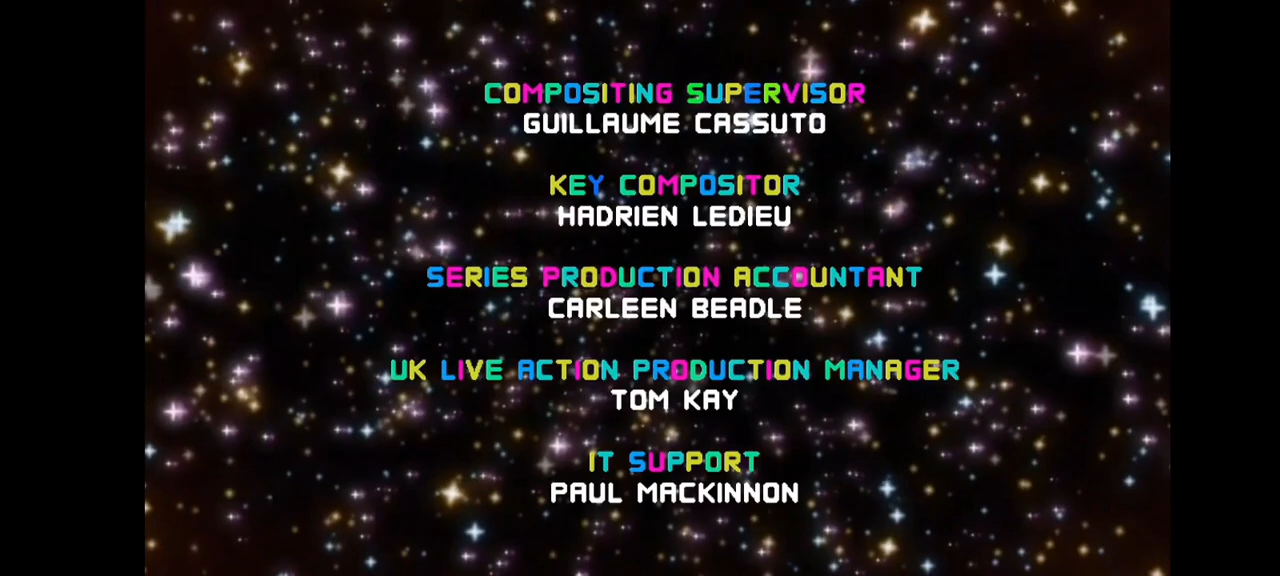 COMPOSITING SUPERVISOR
GUILLAUME CASSUTO
KEY COMPOSITOR
HADRIEN LEDIEU
SERIES PRODUCTION ACCOUNTANT
CARLEEN BEADLE
UK LIVE ACTION PRODUCTION MANAGER
TOM KAY
IT SUPPORT
PAUL MACKINNON